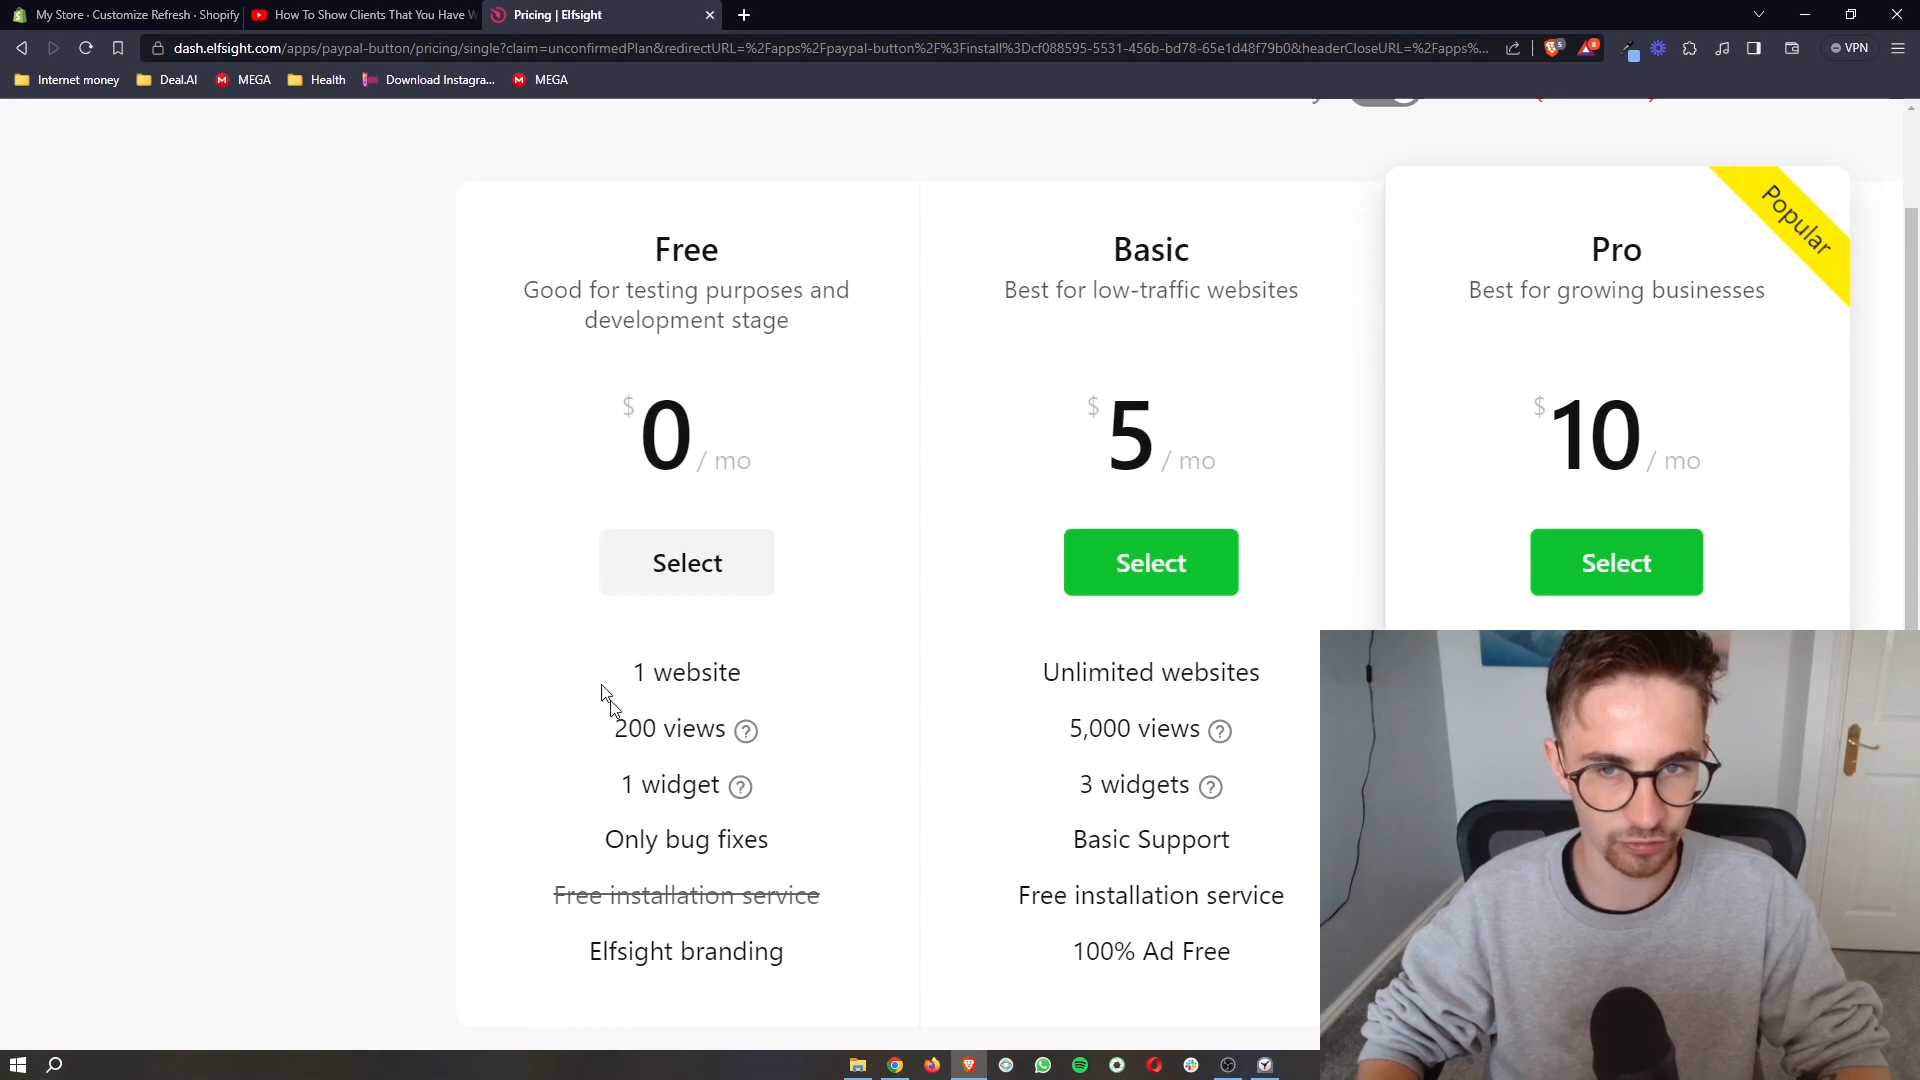 My Store · Customize Refresh · Shopify
How To Show Clients That You Have W
Pricing | Elfsight
dash.elfsight.com/apps/paypal-button/pricing/single?claim=unconfirmedPlan&redirectURL=%2Fapps%2Fpaypal-button%2F%3Finstall%3Dcf088595-5531-456b-bd78-65e1d48f79b0&headerCloseURL=%2Fapps%...
VPN
Internet money
Deal.AI
MEGA
Health
Download Instagra...
MEGA
Free
Good for testing purposes and
development stage
$ 0 / mo
Select
1 website
200 views ?
1 widget ?
Only bug fixes
Free installation service
Elfsight branding
Basic
Best for low-traffic websites
$ 5 / mo
Select
Unlimited websites
5,000 views ?
3 widgets ?
Basic Support
Free installation service
100% Ad Free
Popular
Pro
Best for growing businesses
$ 10 / mo
Select